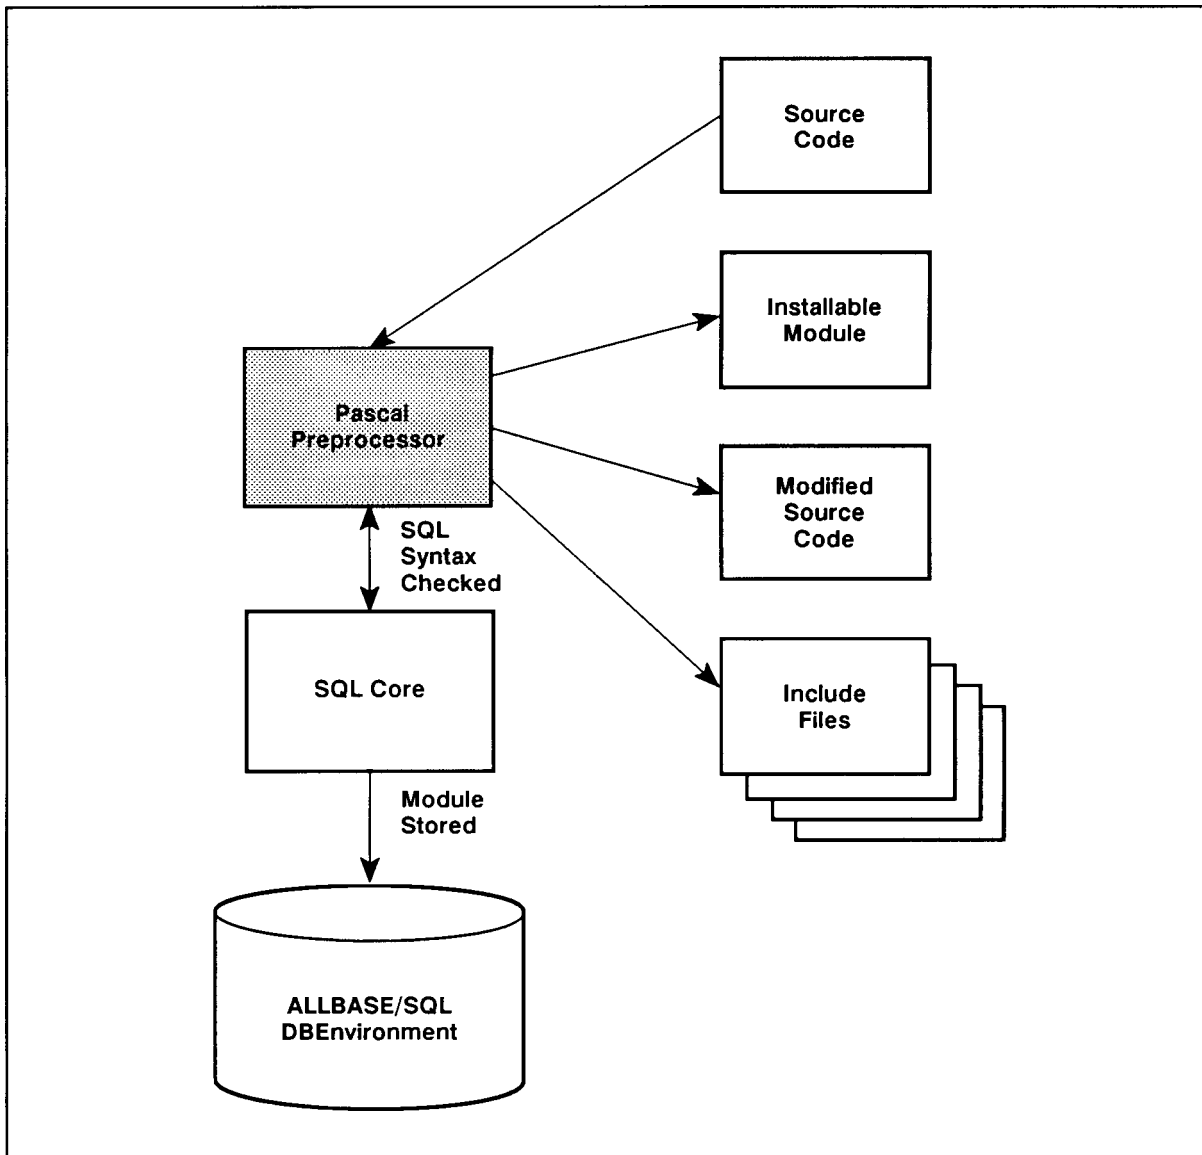 Source
Code
Installable
Module
Pascal
Preprocessor
Modified
Source
Code
SQL
Syntax
Checked
SQL Core
Include
Files
Module
Stored
ALLBASE/SQL
DBEnvironment